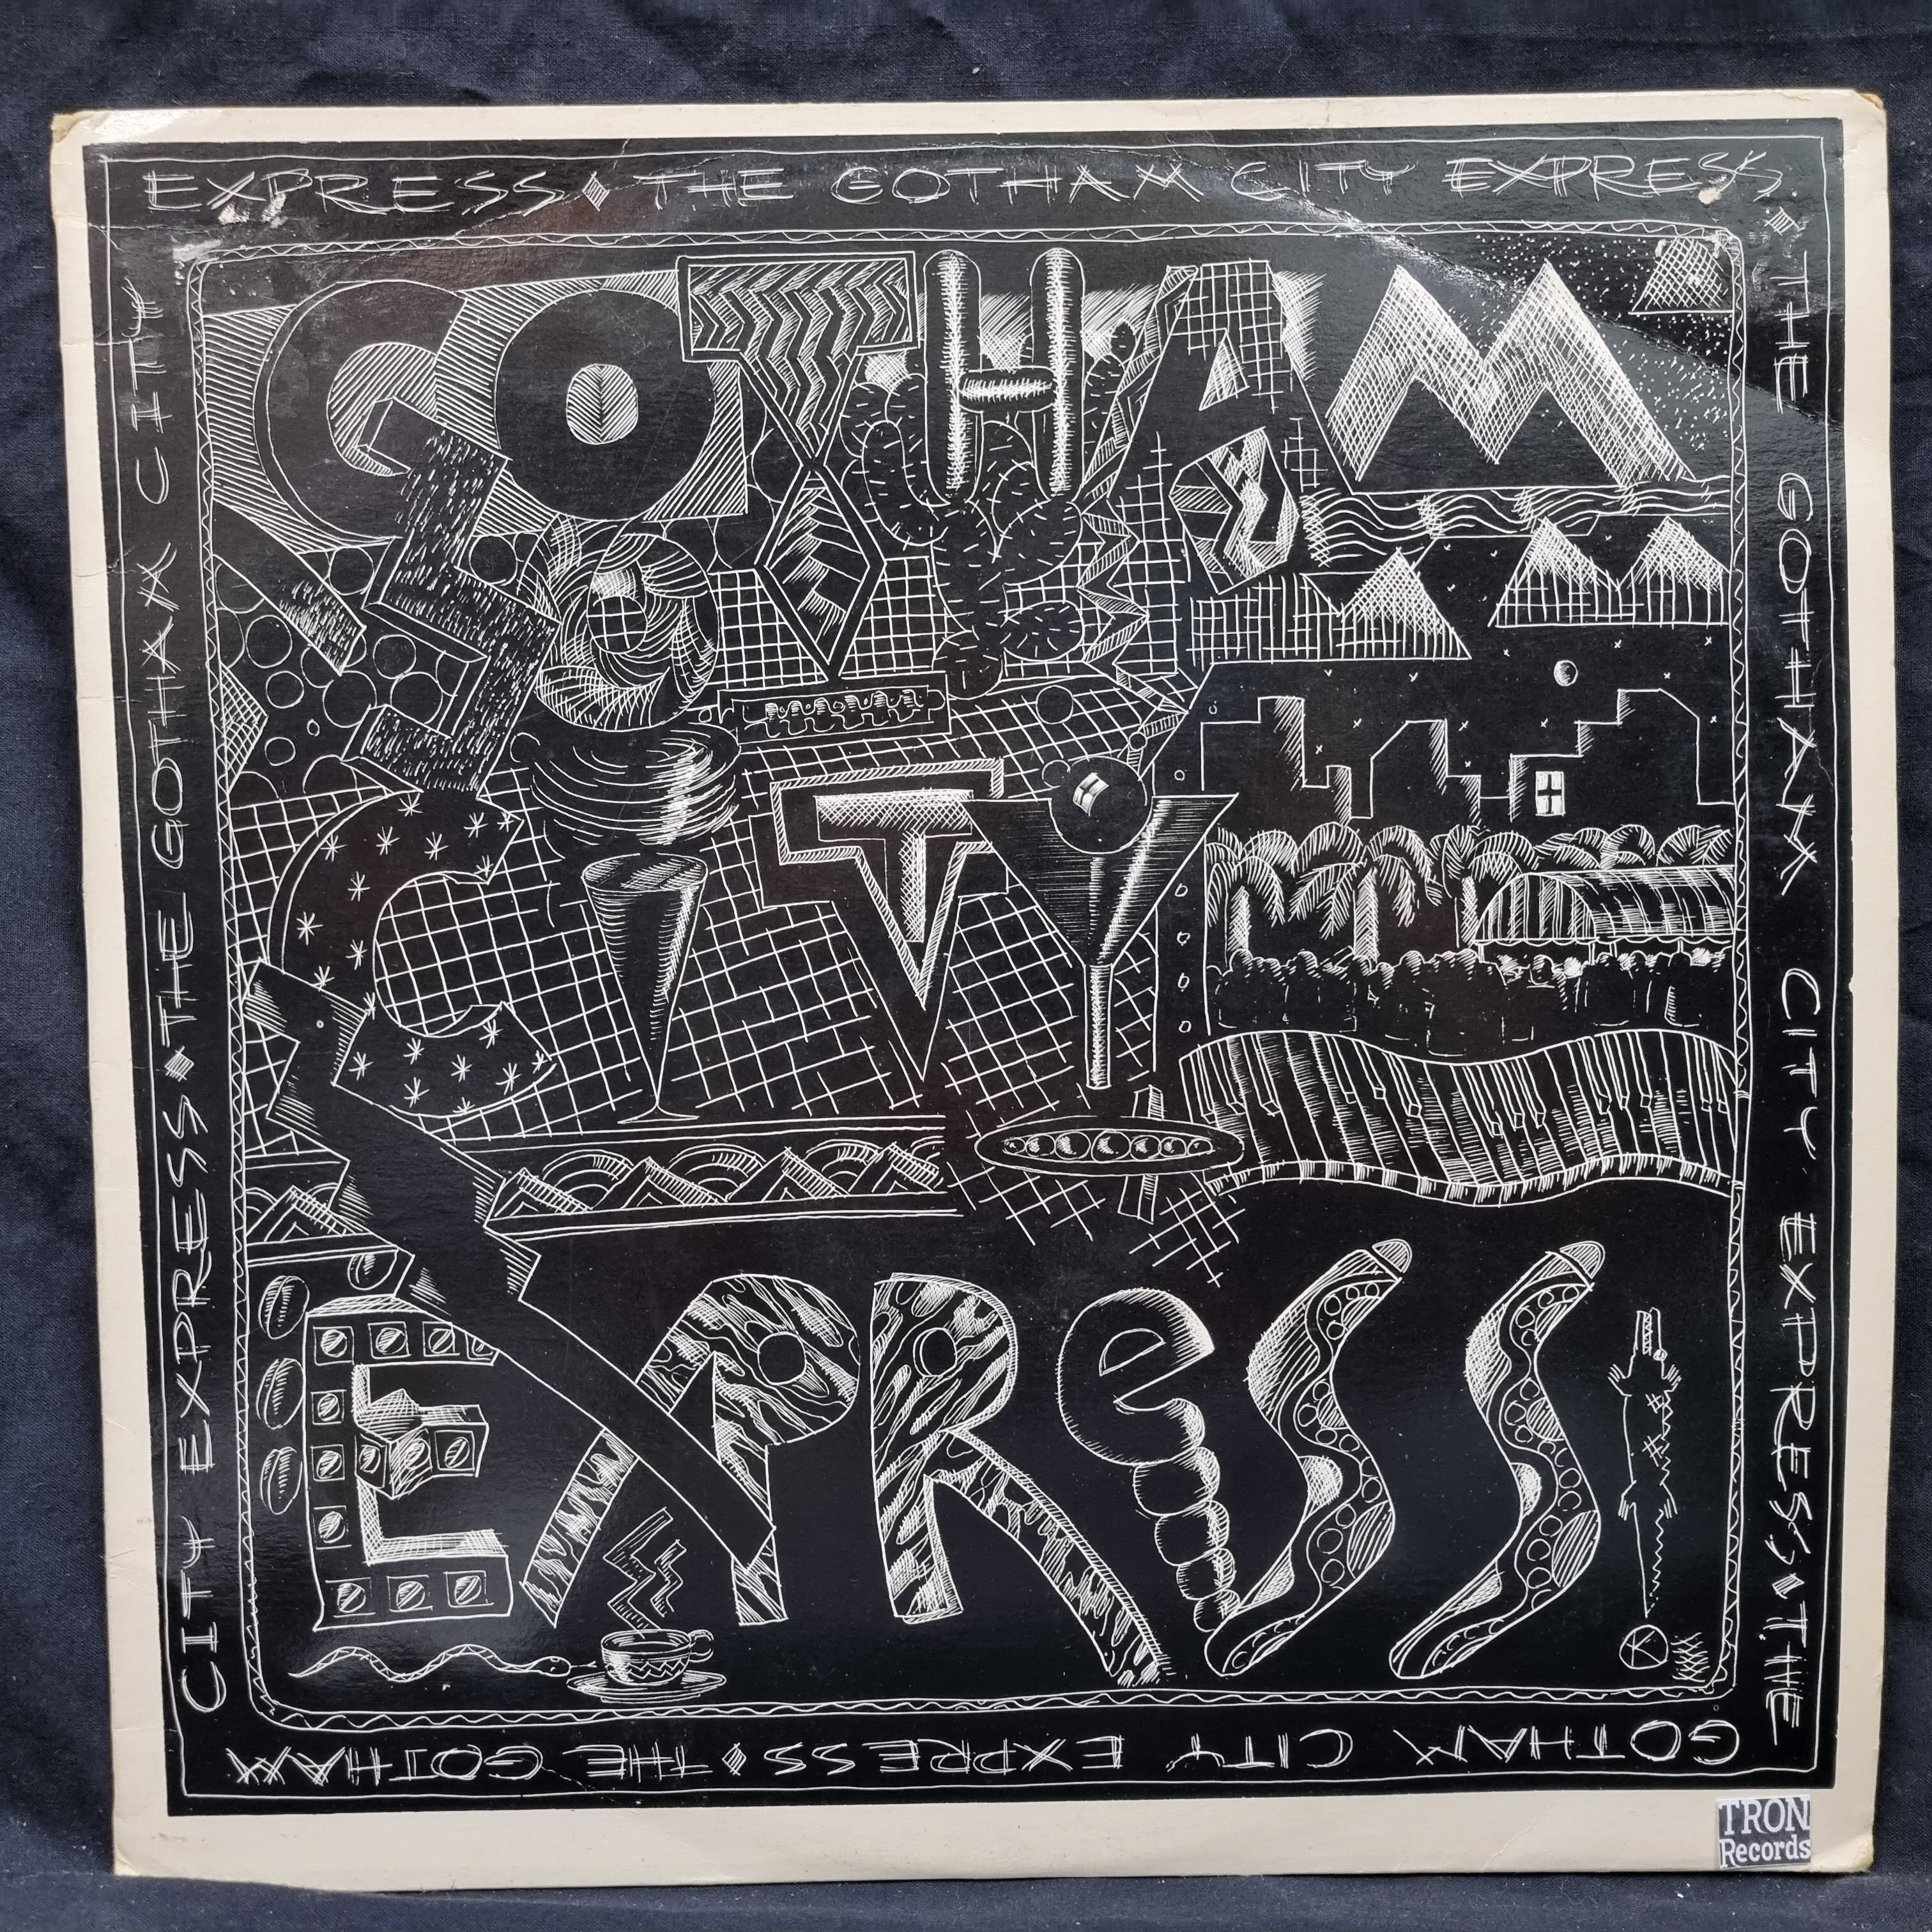 EXPRESS ♦ THE GOTHAM CITY EXPRESS ♦
THE GOTHAM CITY EXPRESS ♦ THE
GOTHAM CITY EXPRESS ♦ THE GOTHAM
CITY EXPRESS ♦ THE GOTHAM CITY
GOTHAM
CITY
EXPRESS
K
TRON
Records